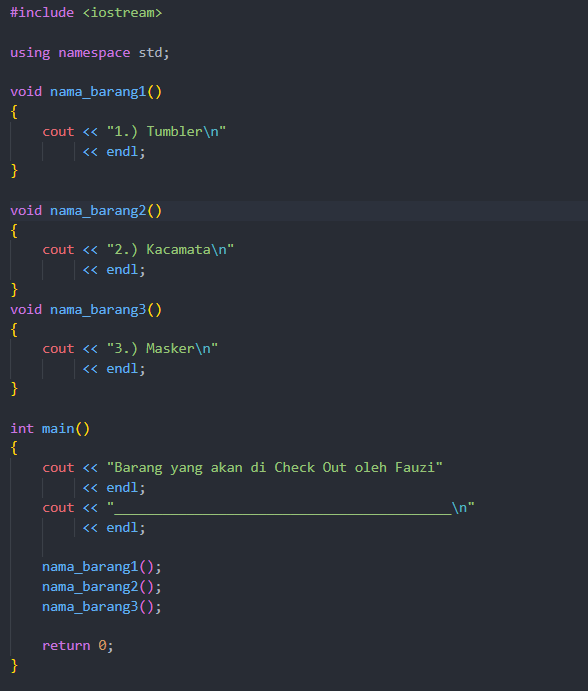 #include <iostream>
using namespace std;
void nama_barang1()
{
cout << "1.) Tumbler\n"
<< endl;
}
void nama_barang2()
{
cout << "2.) Kacamata\n"
<< endl;
}
void nama_barang3()
{
cout << "3.) Masker\n"
<< endl;
}
int main()
{
cout << "Barang yang akan di Check Out oleh Fauzi"
<< endl;
cout << "__________________________________________\n"
<< endl;
nama_barang1();
nama_barang2();
nama_barang3();
return 0;
}